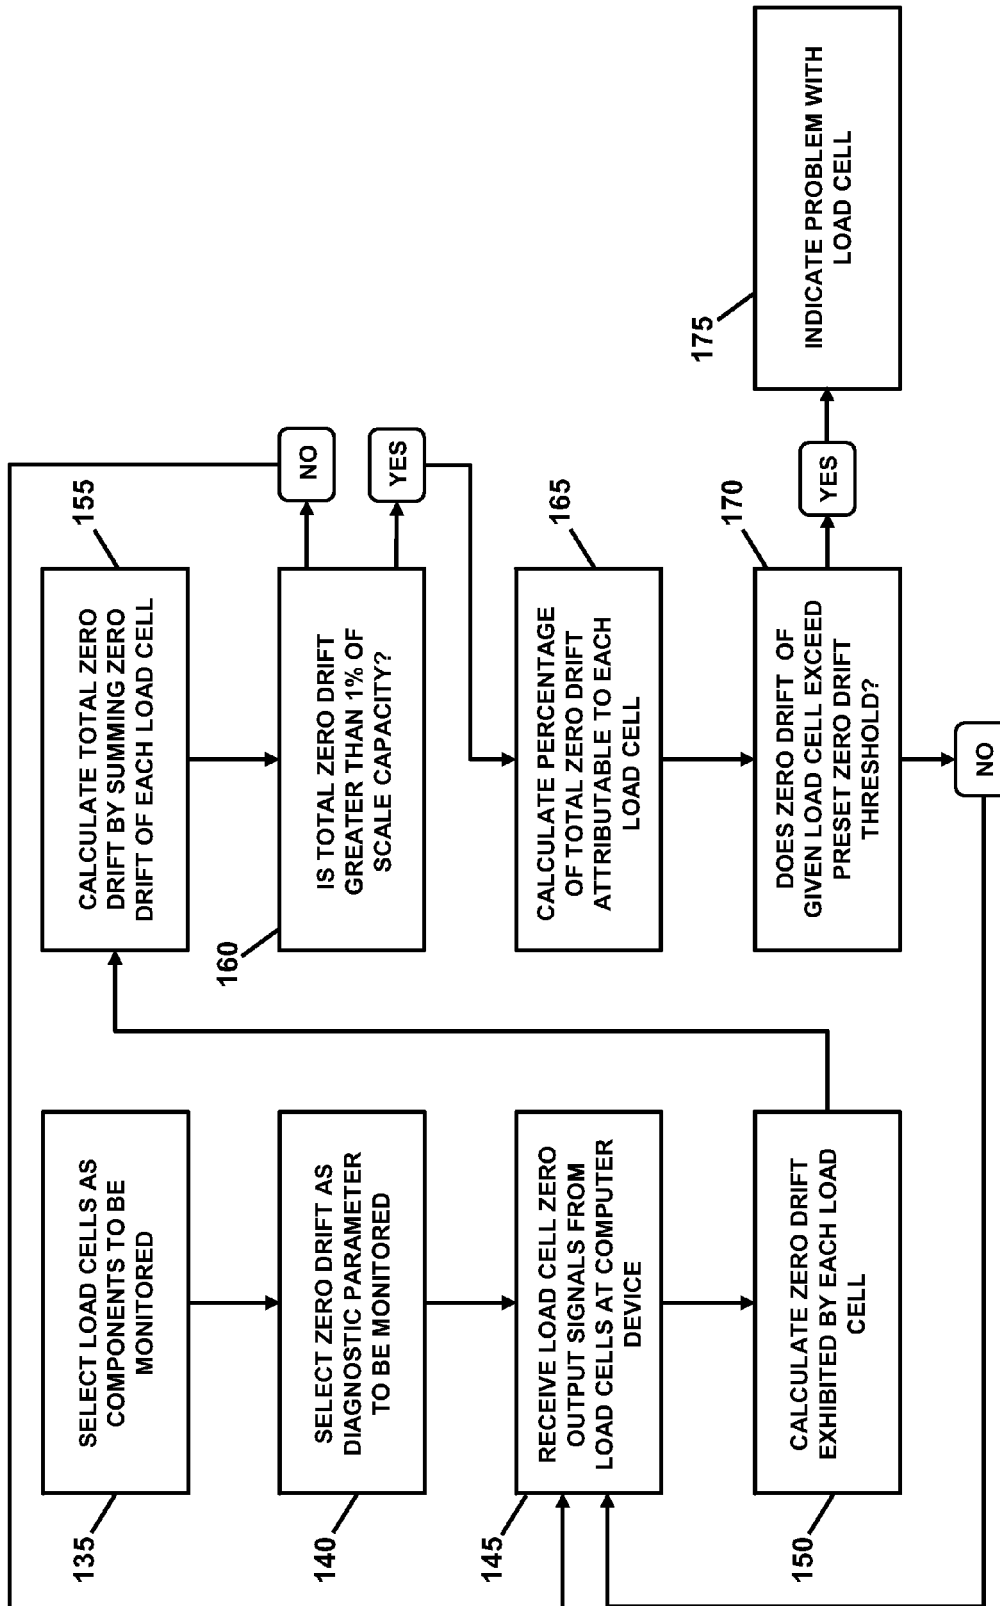 135
SELECT LOAD CELLS AS
COMPONENTS TO BE
MONITORED
140
SELECT ZERO DRIFT AS
DIAGNOSTIC PARAMETER
TO BE MONITORED
145
RECEIVE LOAD CELL ZERO
OUTPUT SIGNALS FROM
LOAD CELLS AT COMPUTER
DEVICE
150
CALCULATE ZERO DRIFT
EXHIBITED BY EACH LOAD
CELL
155
CALCULATE TOTAL ZERO
DRIFT BY SUMMING ZERO
DRIFT OF EACH LOAD CELL
160
IS TOTAL ZERO DRIFT
GREATER THAN 1% OF
SCALE CAPACITY?
NO
YES
165
CALCULATE PERCENTAGE
OF TOTAL ZERO DRIFT
ATTRIBUTABLE TO EACH
LOAD CELL
170
DOES ZERO DRIFT OF
GIVEN LOAD CELL EXCEED
PRESET ZERO DRIFT
THRESHOLD?
YES
NO
175
INDICATE PROBLEM WITH
LOAD CELL